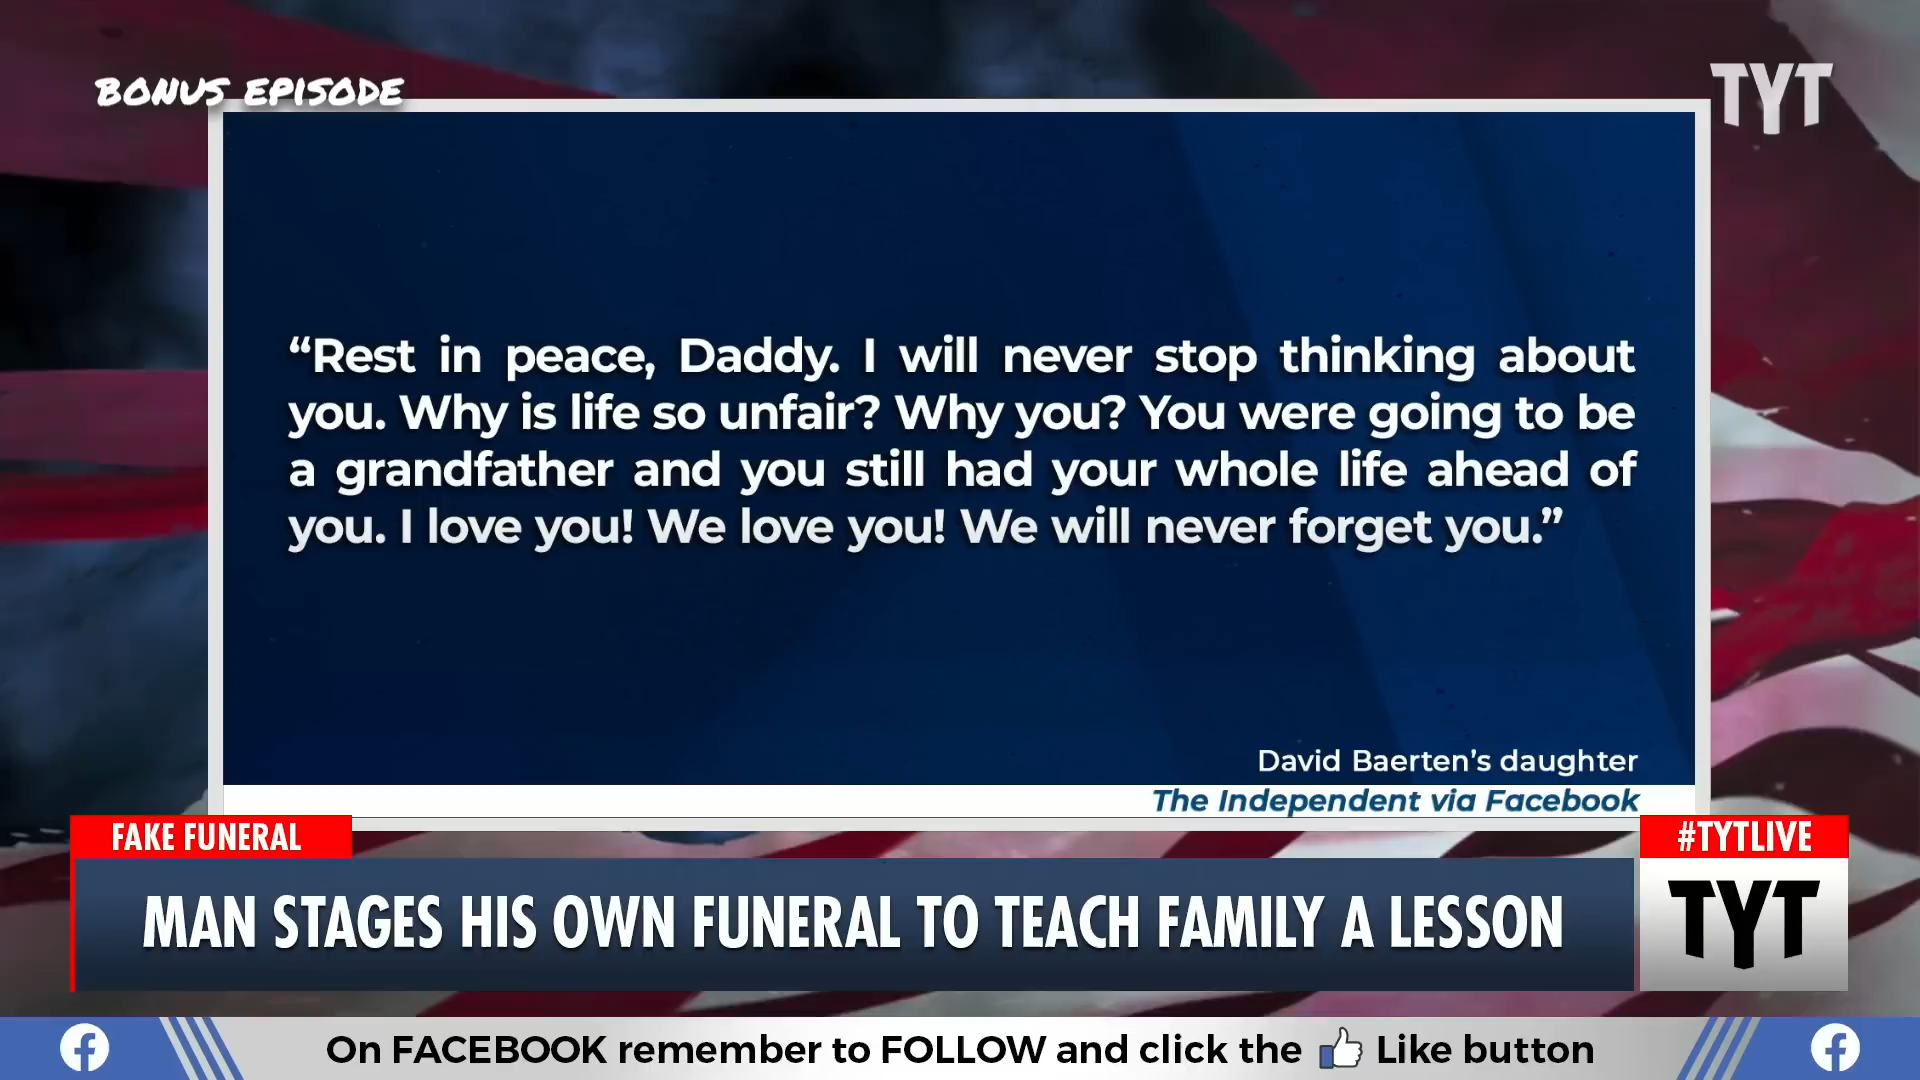 BONUS EPISODE
TYT
“Rest in peace, Daddy. I will never stop thinking about
you. Why is life so unfair? Why you? You were going to be
a grandfather and you still had your whole life ahead of
you. I love you! We love you! We will never forget you.”
David Baerten’s daughter
The Independent via Facebook
FAKE FUNERAL
#TYTLIVE
MAN STAGES HIS OWN FUNERAL TO TEACH FAMILY A LESSON
TYT
On FACEBOOK remember to FOLLOW and click the Like button